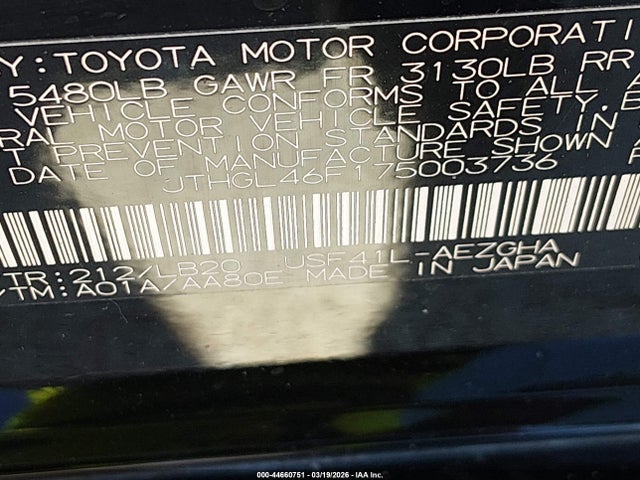 Y:TOYOTA MOTOR CORPORATI
5480LB GAWR FR 3130LB RR
VEHICLE CONFORMS TO ALL
RAL MOTOR VEHICLE SAFETY,
T PREVENTION STANDARDS IN
DATE OF MANUFACTURE SHOWN
JTHGL46F175003736
TR:212/LB20 USF41L-AEZGHA
/TM:A01A/AA80E MADE IN JAPAN
000-44660751 - 03/19/2026 - IAA Inc.